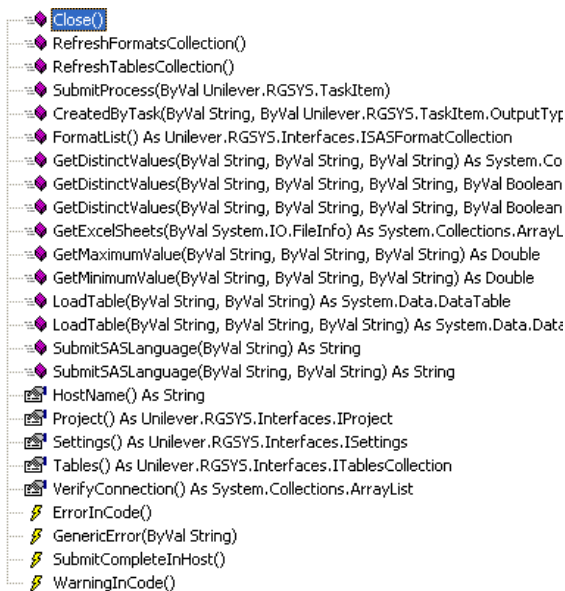 Close()
RefreshFormatsCollection()
RefreshTablesCollection()
SubmitProcess(ByVal Unilever.RGSYS.TaskItem)
CreatedByTask(ByVal String, ByVal Unilever.RGSYS.TaskItem.OutputTyp
FormatList() As Unilever.RGSYS.Interfaces.ISASFormatCollection
GetDistinctValues(ByVal String, ByVal String, ByVal String) As System.Co
GetDistinctValues(ByVal String, ByVal String, ByVal String, ByVal Boolean
GetDistinctValues(ByVal String, ByVal String, ByVal String, ByVal Boolean
GetExcelSheets(ByVal System.IO.FileInfo) As System.Collections.ArrayL
GetMaximumValue(ByVal String, ByVal String, ByVal String) As Double
GetMinimumValue(ByVal String, ByVal String, ByVal String) As Double
LoadTable(ByVal String, ByVal String) As System.Data.DataTable
LoadTable(ByVal String, ByVal String, ByVal String) As System.Data.Data
SubmitSASLanguage(ByVal String) As String
SubmitSASLanguage(ByVal String, ByVal String) As String
HostName() As String
Project() As Unilever.RGSYS.Interfaces.IProject
Settings() As Unilever.RGSYS.Interfaces.ISettings
Tables() As Unilever.RGSYS.Interfaces.ITablesCollection
VerifyConnection() As System.Collections.ArrayList
ErrorInCode()
GenericError(ByVal String)
SubmitCompleteInHost()
WarningInCode()